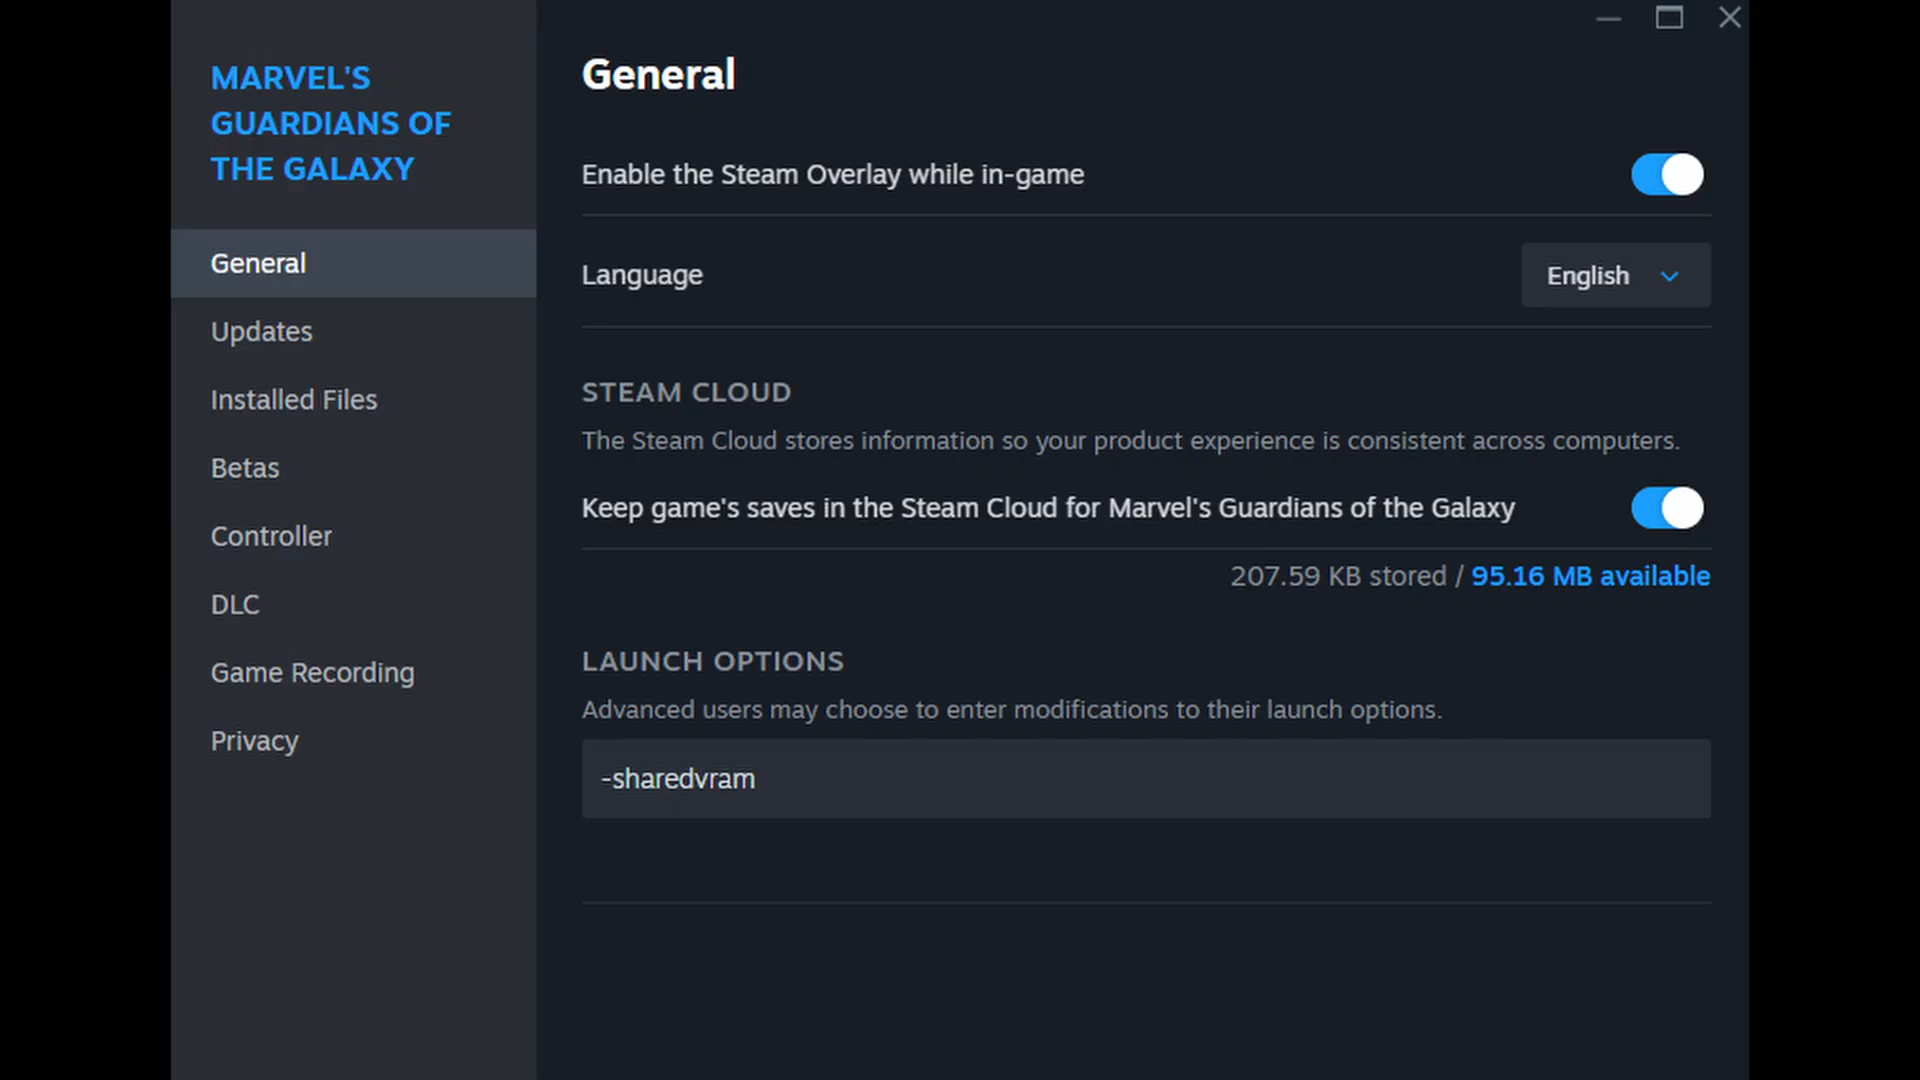 MARVEL'S
GUARDIANS OF
THE GALAXY
General
Updates
Installed Files
Betas
Controller
DLC
Game Recording
Privacy
General
Enable the Steam Overlay while in-game
Language
English
STEAM CLOUD
The Steam Cloud stores information so your product experience is consistent across computers.
Keep game's saves in the Steam Cloud for Marvel's Guardians of the Galaxy
207.59 KB stored / 95.16 MB available
LAUNCH OPTIONS
Advanced users may choose to enter modifications to their launch options.
-sharedvram